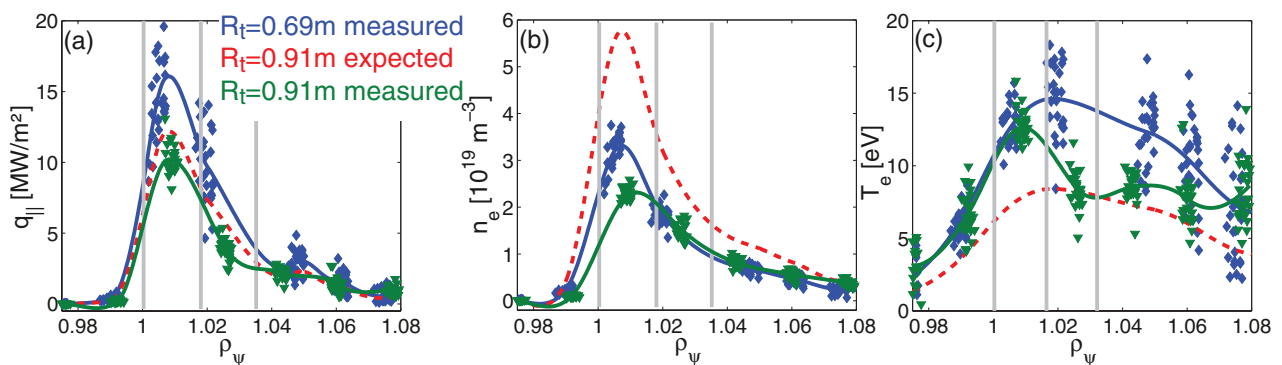 (a)
R_t=0.69m measured
R_t=0.91m expected
R_t=0.91m measured
q_|| [MW/m²]
20
15
10
5
0
0.98 1 1.02 1.04 1.06 1.08
ρ_ψ
(b)
n_e [10^19 m^−3]
6
5
4
3
2
1
0
0.98 1 1.02 1.04 1.06 1.08
ρ_ψ
(c)
T_e [eV]
20
15
10
5
0
0.98 1 1.02 1.04 1.06 1.08
ρ_ψ